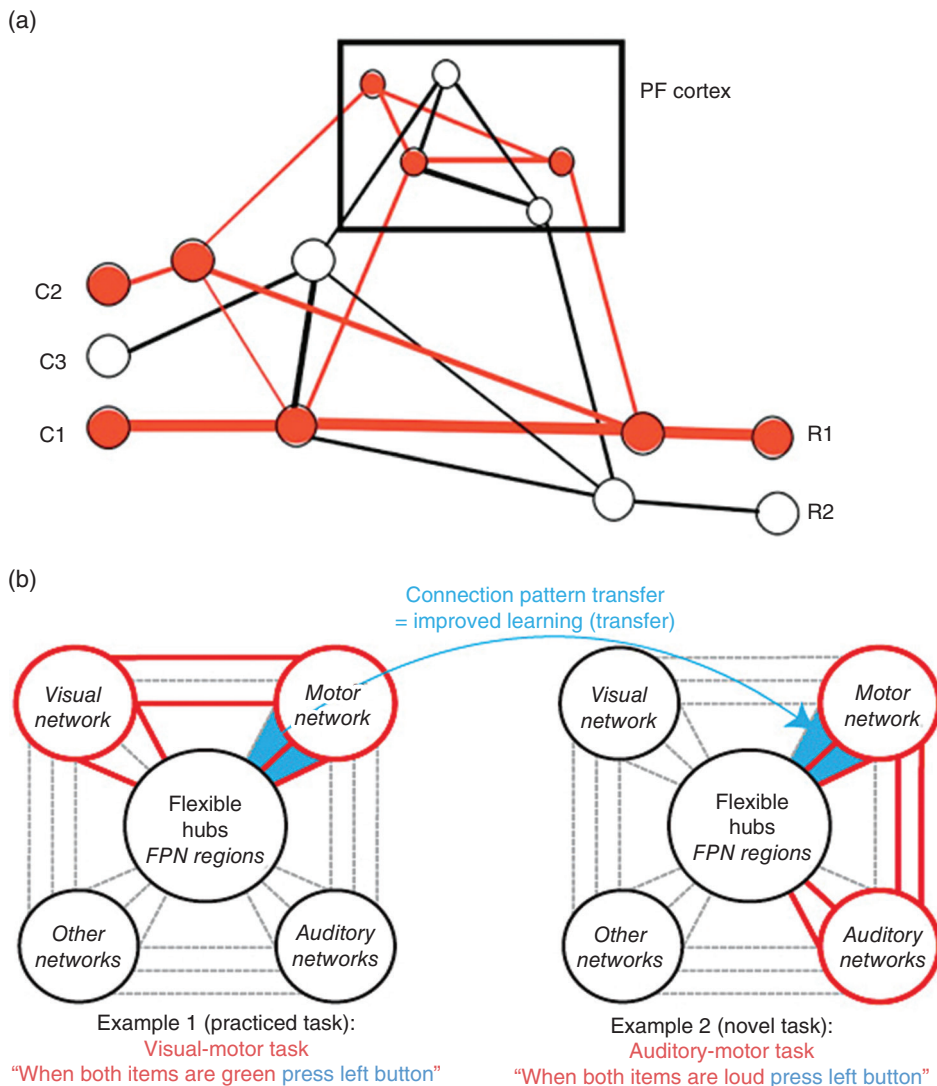 (a)
PF cortex
C2
C3
C1
R1
R2
(b)
Connection pattern transfer
= improved learning (transfer)
Visual
network
Motor
network
Flexible
hubs
FPN regions
Other
networks
Auditory
networks
Example 1 (practiced task):
Visual-motor task
“When both items are green press left button”
Visual
network
Motor
network
Flexible
hubs
FPN regions
Other
networks
Auditory
networks
Example 2 (novel task):
Auditory-motor task
“When both items are loud press left button”